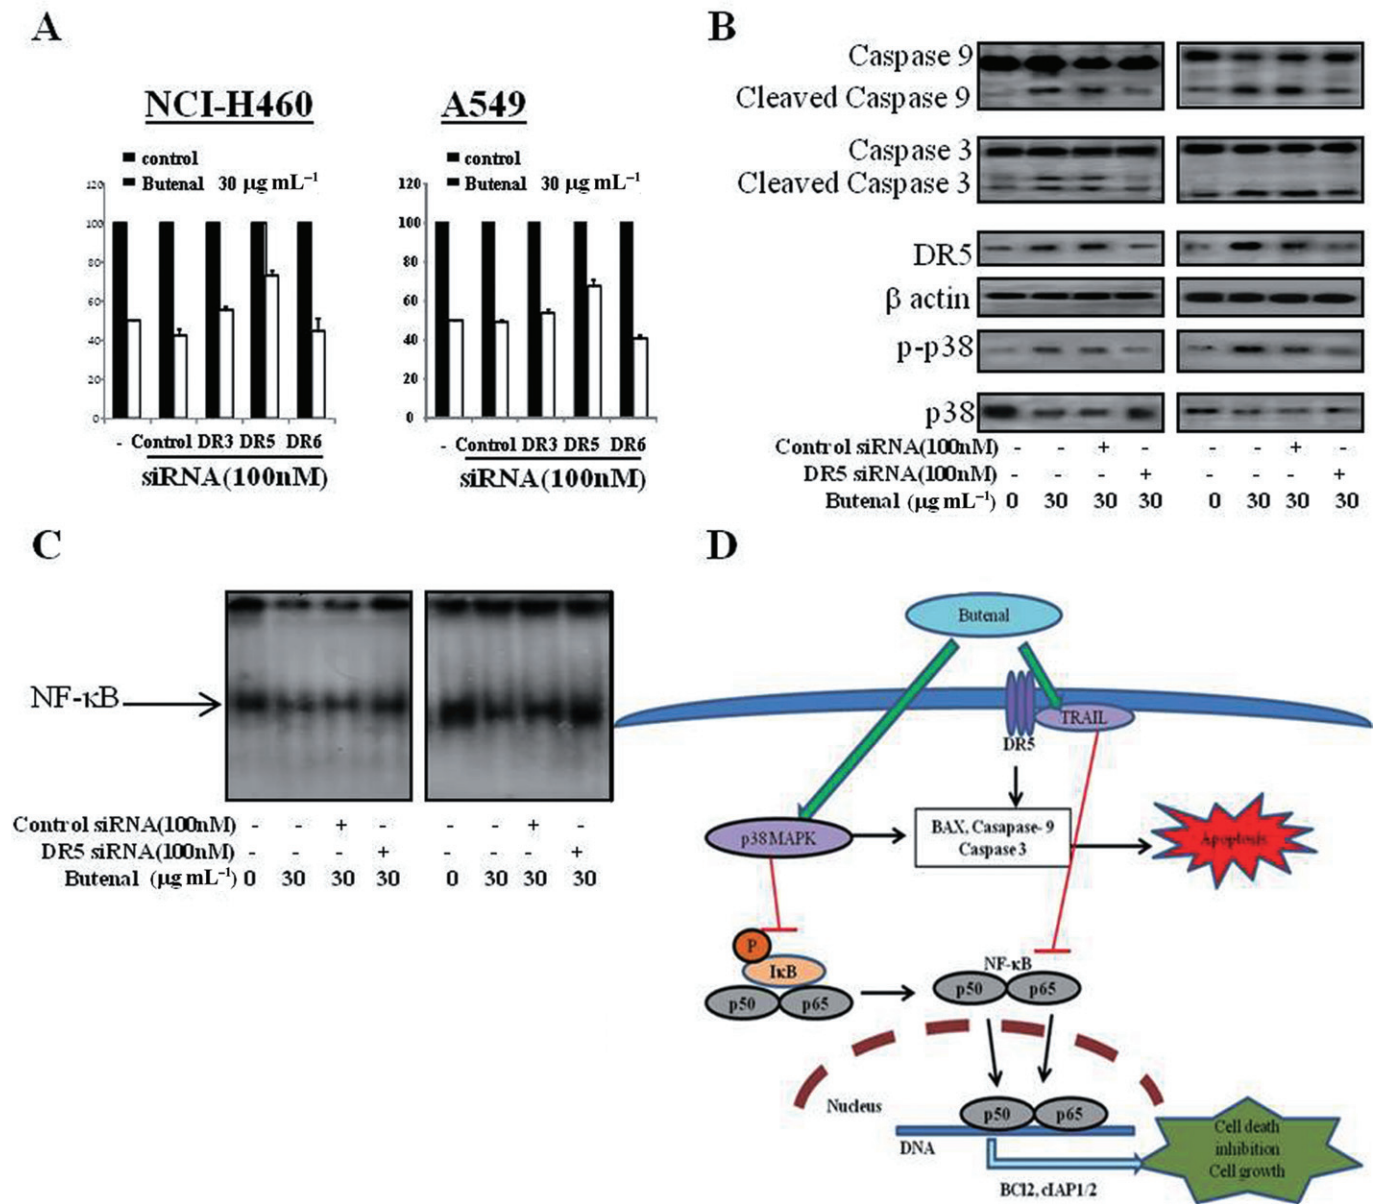 A
NCI-H460
control
Butenal 30 μg mL⁻¹
120
100
80
60
40
20
0
- Control DR3 DR5 DR6
siRNA(100nM)
A549
control
Butenal 30 μg mL⁻¹
120
100
80
60
40
20
0
- Control DR3 DR5 DR6
siRNA(100nM)
B
Caspase 9
Cleaved Caspase 9
Caspase 3
Cleaved Caspase 3
DR5
β actin
p-p38
p38
Control siRNA(100nM) - - + - - - + -
DR5 siRNA(100nM) - - - + - - - +
Butenal (μg mL⁻¹) 0 30 30 30 0 30 30 30
C
NF-κB
Control siRNA(100nM) - - + - - - + -
DR5 siRNA(100nM) - - - + - - - +
Butenal (μg mL⁻¹) 0 30 30 30 0 30 30 30
D
Butenal
TRAIL
DR5
p38MAPK
BAX, Casapase-9
Caspase 3
Apoptosis
P
IκB
p50 p65
NF-κB
p50 p65
Nucleus
p50 p65
DNA
BCl2, cIAP1/2
Cell death
inhibition
Cell growth